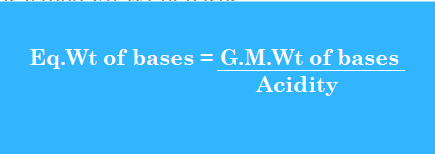 Eq.Wt of bases = G.M.Wt of bases
Acidity